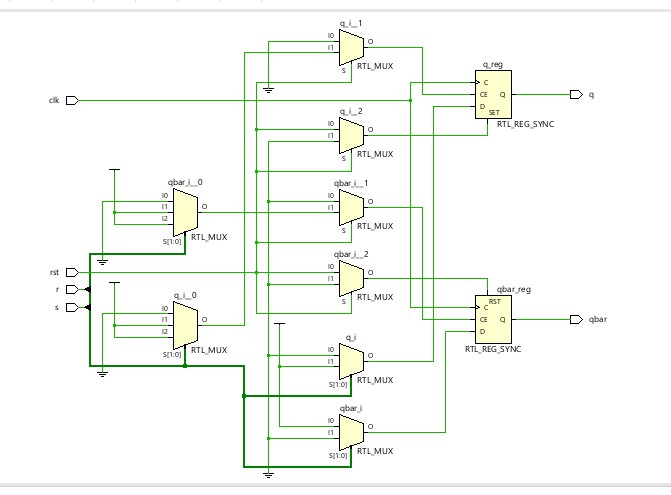 q_i__1
I0
I1
O
S
RTL_MUX
q_reg
C
CE
Q
D
SET
RTL_REG_SYNC
q
clk
q_i__2
I0
I1
O
S
RTL_MUX
qbar_i__0
I0
I1
I2
O
S[1:0]
RTL_MUX
qbar_i__1
I0
I1
O
S
RTL_MUX
rst
r
s
qbar_i__2
I0
I1
O
S
RTL_MUX
q_i__0
I0
I1
I2
O
S[1:0]
RTL_MUX
qbar_reg
RST
C
CE
Q
D
RTL_REG_SYNC
qbar
q_i
I0
I1
O
S[1:0]
RTL_MUX
qbar_i
I0
I1
O
S[1:0]
RTL_MUX